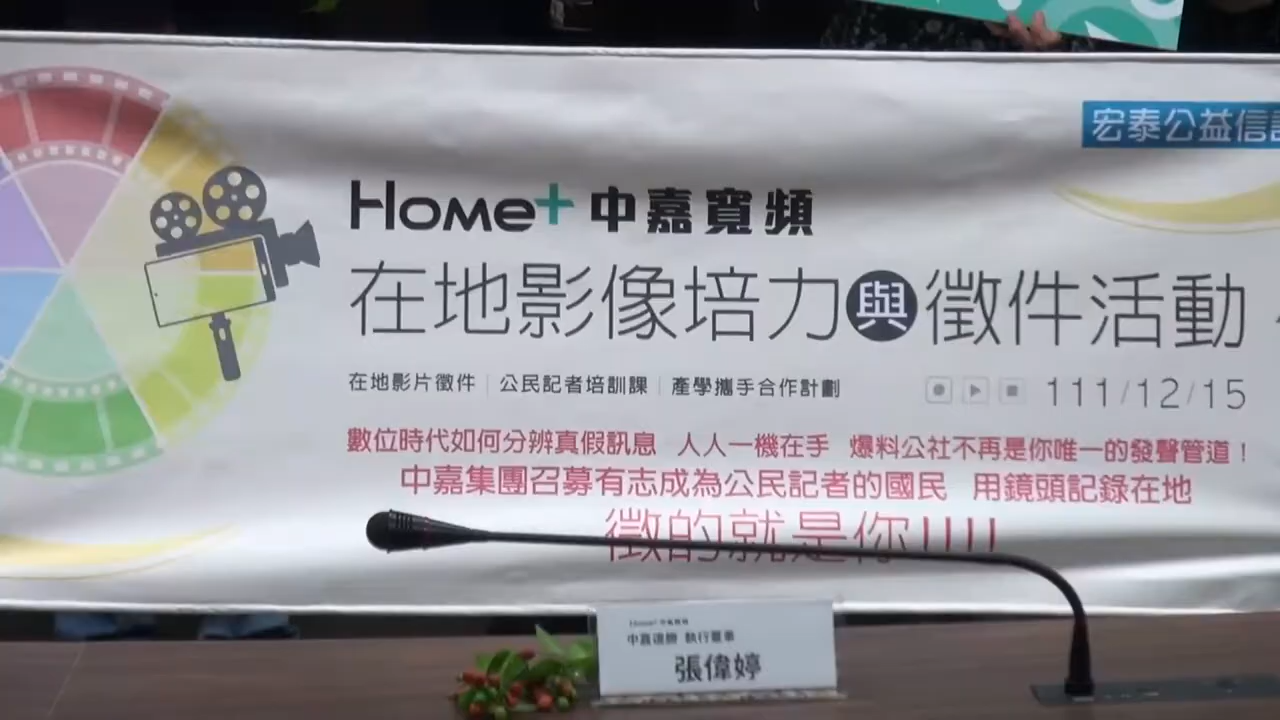 宏泰公益信
Home+ 中嘉寬頻
在地影像培力與徵件活動
在地影片徵件 | 公民記者培訓課 | 產學攜手合作計劃
111/12/15
數位時代如何分辨真假訊息 人人一機在手 爆料公社不再是你唯一的發聲管道！
中嘉集團召募有志成為公民記者的國民 用鏡頭記錄在地
徵的就是你!!!!
Home+ 中嘉寬頻
執行董事
張偉婷